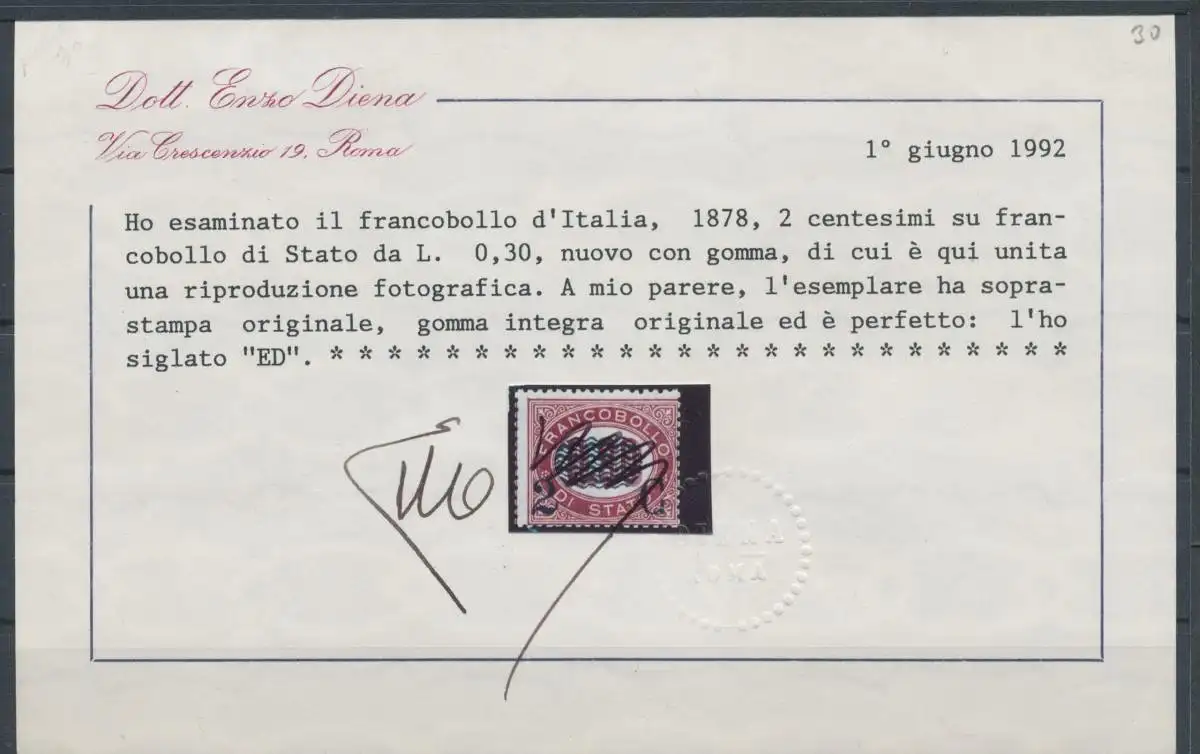 30
Dott. Enzo Diena
Via Crescenzio 19. Roma
1° giugno 1992
Ho esaminato il francobollo d'Italia, 1878, 2 centesimi su fran-
cobollo di Stato da L. 0,30, nuovo con gomma, di cui è qui unita
una riproduzione fotografica. A mio parere, l'esemplare ha sopra-
stampa originale, gomma integra originale ed è perfetto: l'ho
siglato "ED". * * * * * * * * * * * * * * * * * * * * * * * * * *
FRANCOBOLLO
2 C.
DI STATO